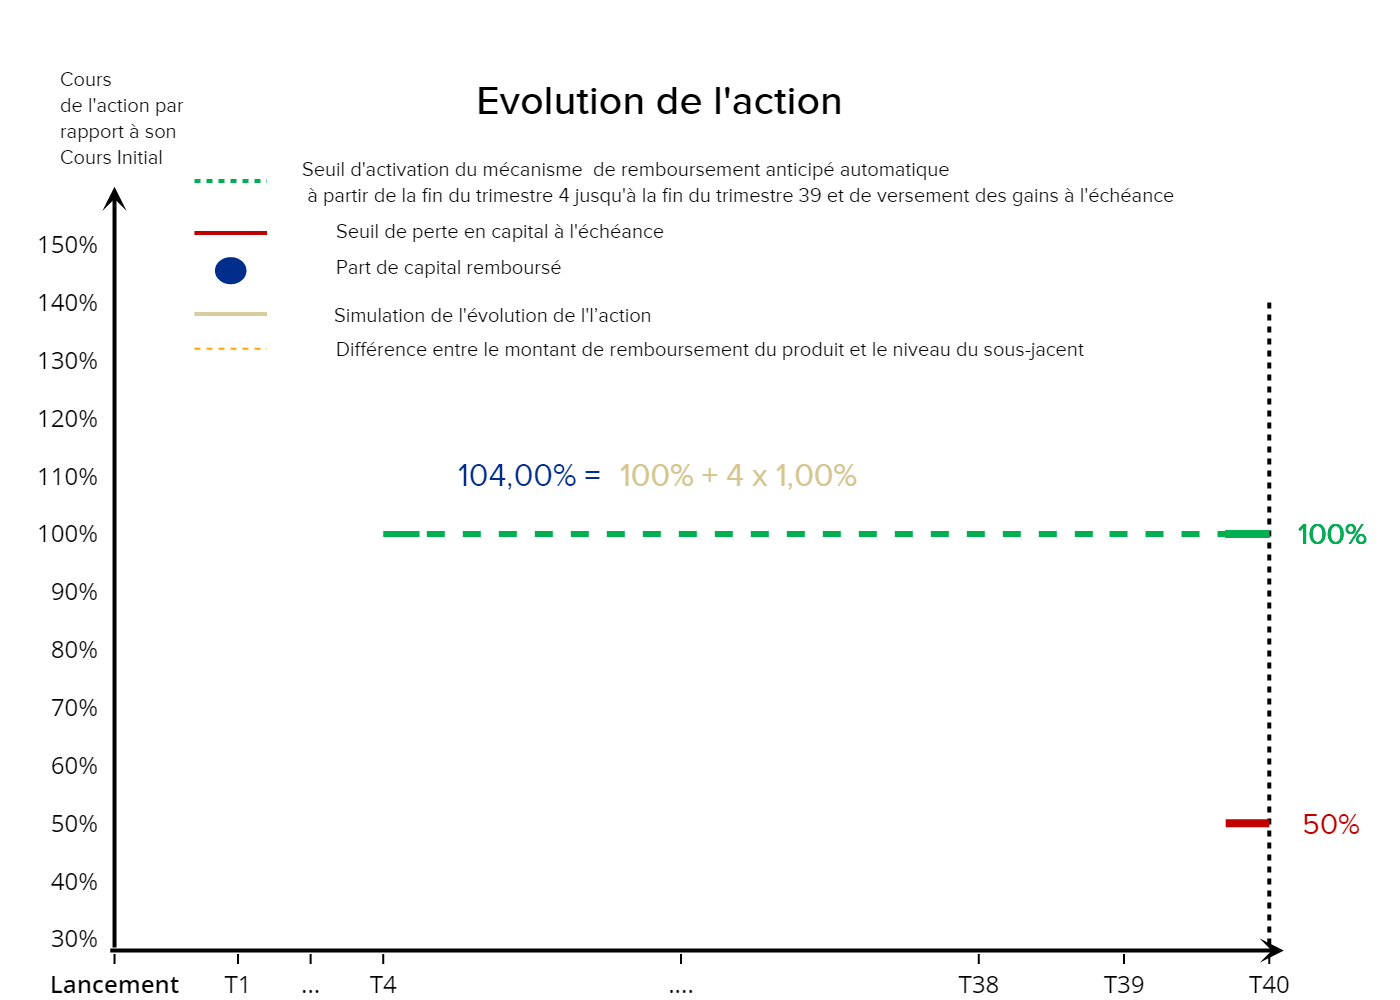 Cours
de l'action par
rapport à son
Cours Initial
Evolution de l'action
Seuil d'activation du mécanisme  de remboursement anticipé automatique
à partir de la fin du trimestre 4 jusqu'à la fin du trimestre 39 et de versement des gains à l'échéance
Seuil de perte en capital à l'échéance
Part de capital remboursé
Simulation de l'évolution de l'l’action
Différence entre le montant de remboursement du produit et le niveau du sous-jacent
150%
140%
130%
120%
110%
104,00% = 100% + 4 x 1,00%
100%
100%
90%
80%
70%
60%
50%
50%
40%
30%
Lancement T1 ... T4 .... T38 T39 T40